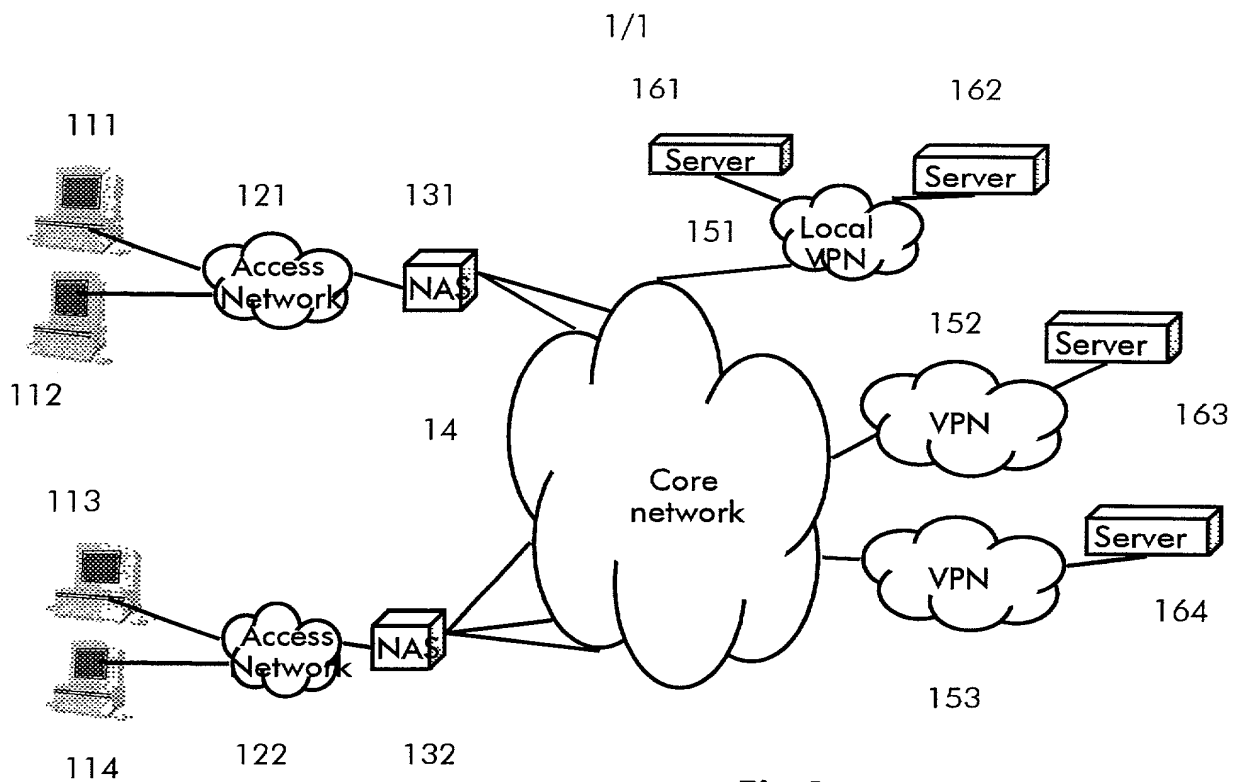 1/1
161
162
111
Server
Server
121
131
151
Local
VPN
Access
Network
NAS
152
Server
112
14
VPN
163
Core
network
113
Server
VPN
164
Access
Network
NAS
153
122
132
114